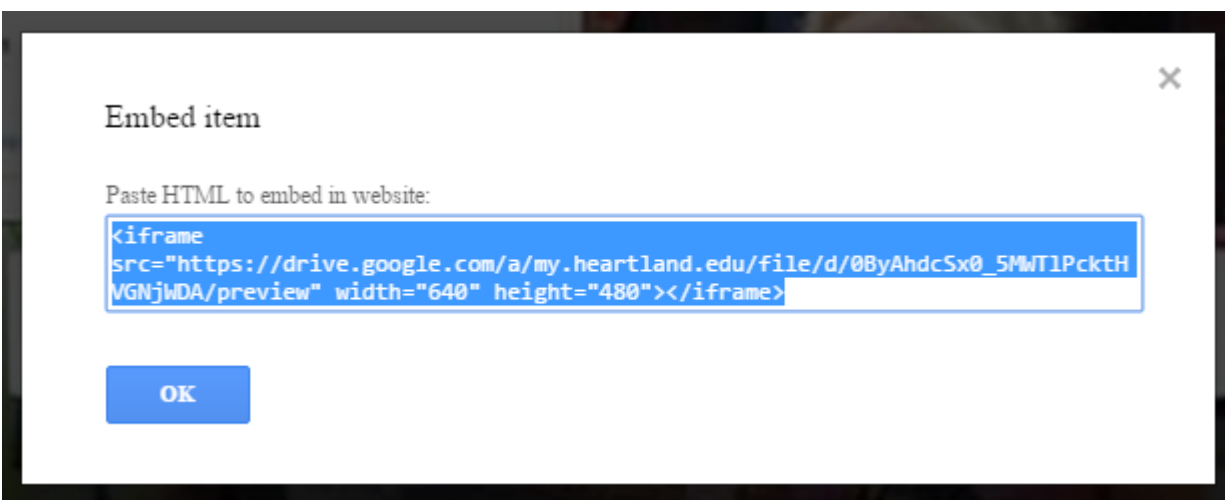 Embed item
Paste HTML to embed in website:
<iframe
src="https://drive.google.com/a/my.heartland.edu/file/d/0ByAhdcSx0_5MWTlPcktH
VGNjWDA/preview" width="640" height="480"></iframe>
OK